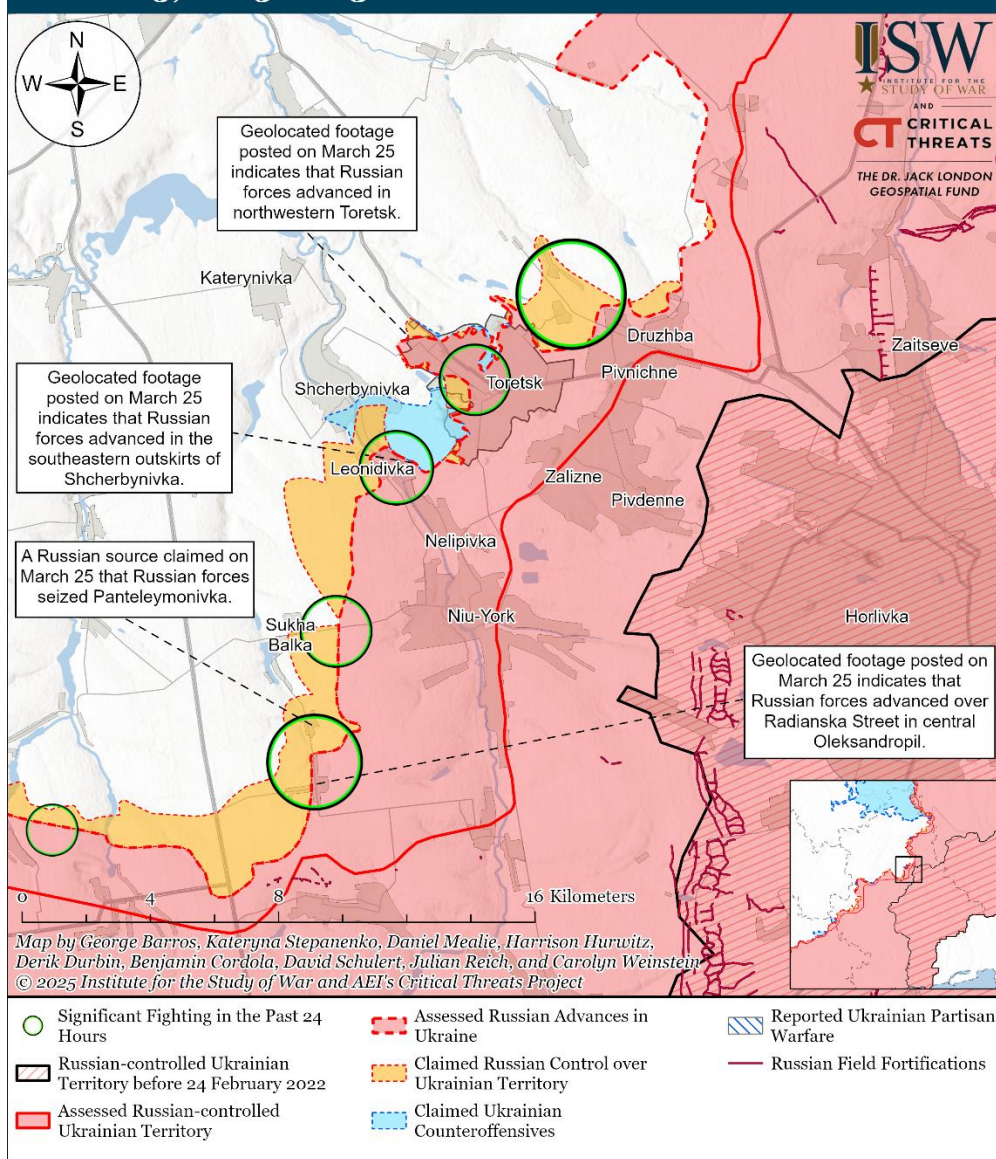 N
W E
S
ISW
INSTITUTE FOR THE
STUDY OF WAR
AND
CT CRITICAL
THREATS
THE DR. JACK LONDON
GEOSPATIAL FUND
Geolocated footage
posted on March 25
indicates that Russian
forces advanced in
northwestern Toretsk.
Katerynivka
Druzhba
Zaitseve
Pivnichne
Geolocated footage
posted on March 25
indicates that Russian
forces advanced in the
southeastern outskirts of
Shcherbynivka.
Shcherbynivka
Toretsk
Leonidivka
Zalizne
Pivdenne
Nelipivka
A Russian source claimed on
March 25 that Russian forces
seized Panteleymonivka.
Sukha
Balka
Niu-York
Horlivka
Geolocated footage posted on
March 25 indicates that
Russian forces advanced over
Radianska Street in central
Oleksandropil.
0 4 8 16 Kilometers
Map by George Barros, Kateryna Stepanenko, Daniel Mealie, Harrison Hurwitz,
Derik Durbin, Benjamin Cordola, David Schulert, Julian Reich, and Carolyn Weinstein
© 2025 Institute for the Study of War and AEI's Critical Threats Project
Significant Fighting in the Past 24
Hours
Russian-controlled Ukrainian
Territory before 24 February 2022
Assessed Russian-controlled
Ukrainian Territory
Assessed Russian Advances in
Ukraine
Claimed Russian Control over
Ukrainian Territory
Claimed Ukrainian
Counteroffensives
Reported Ukrainian Partisan
Warfare
Russian Field Fortifications